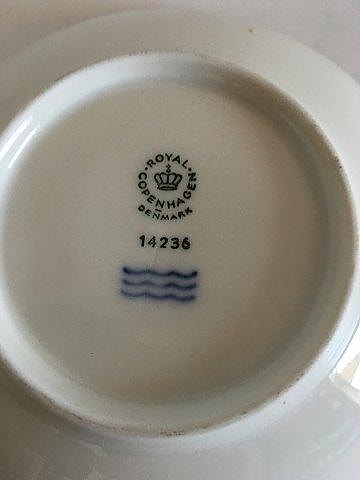 ROYAL
COPENHAGEN
DENMARK
14236